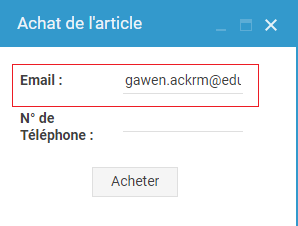 Achat de l'article
Email : gawen.ackrm@edu
N° de
Téléphone :
Acheter